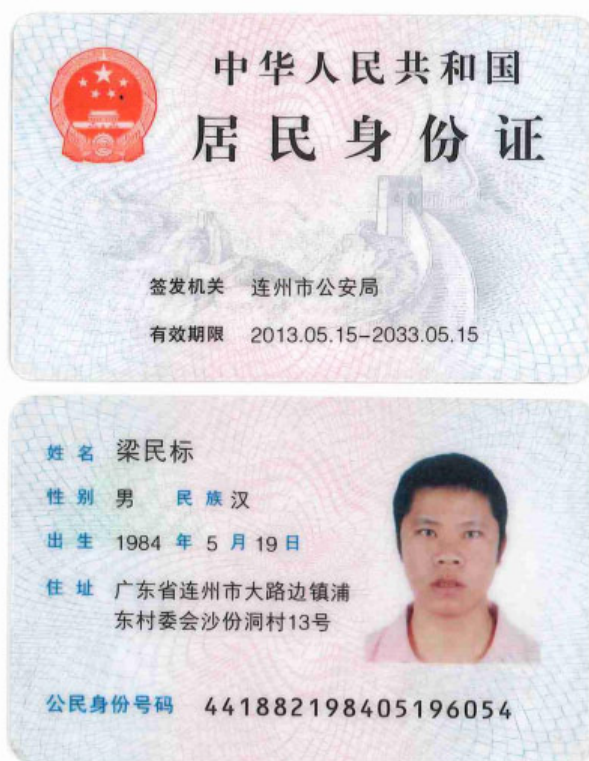 中华人民共和国
居民身份证
签发机关 连州市公安局
有效期限 2013.05.15-2033.05.15
姓名 梁民标
性别 男 民族 汉
出生 1984 年 5 月 19 日
住址 广东省连州市大路边镇浦
东村委会沙份洞村13号
公民身份号码 441882198405196054